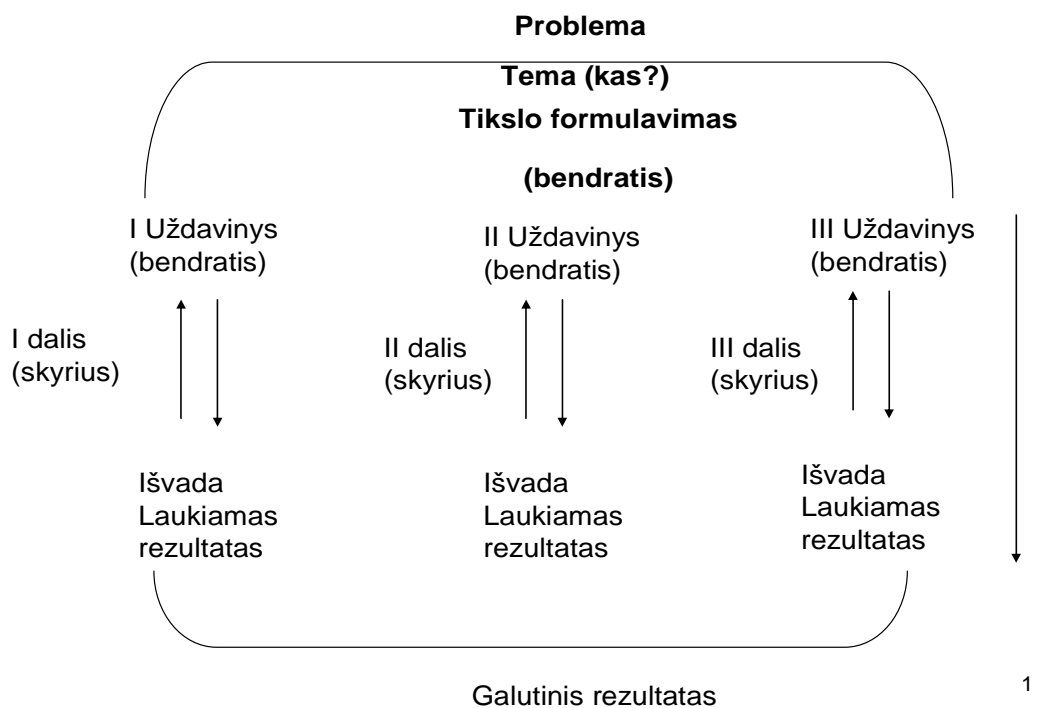 Problema
Tema (kas?)
Tikslo formulavimas
(bendratis)
I Uždavinys
(bendratis)
II Uždavinys
(bendratis)
III Uždavinys
(bendratis)
I dalis
(skyrius)
II dalis
(skyrius)
III dalis
(skyrius)
Išvada
Laukiamas
rezultatas
Išvada
Laukiamas
rezultatas
Išvada
Laukiamas
rezultatas
Galutinis rezultatas
1